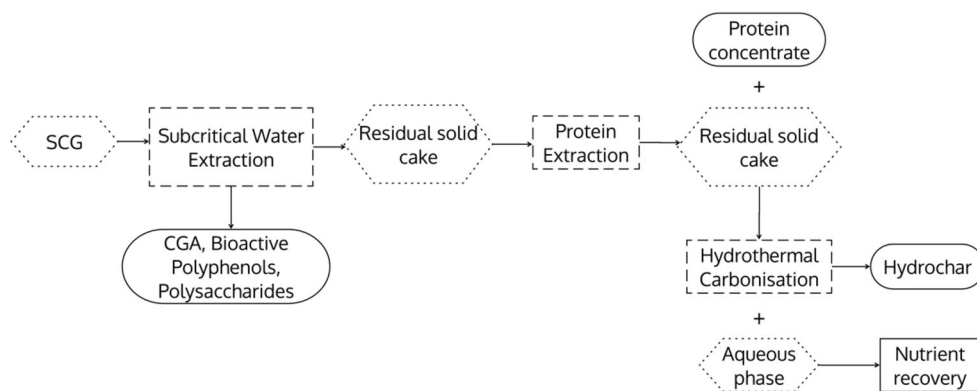 Protein
concentrate
+
SCG
Subcritical Water
Extraction
Residual solid
cake
Protein
Extraction
Residual solid
cake
CGA, Bioactive
Polyphenols,
Polysaccharides
Hydrothermal
Carbonisation
Hydrochar
+
Aqueous
phase
Nutrient
recovery